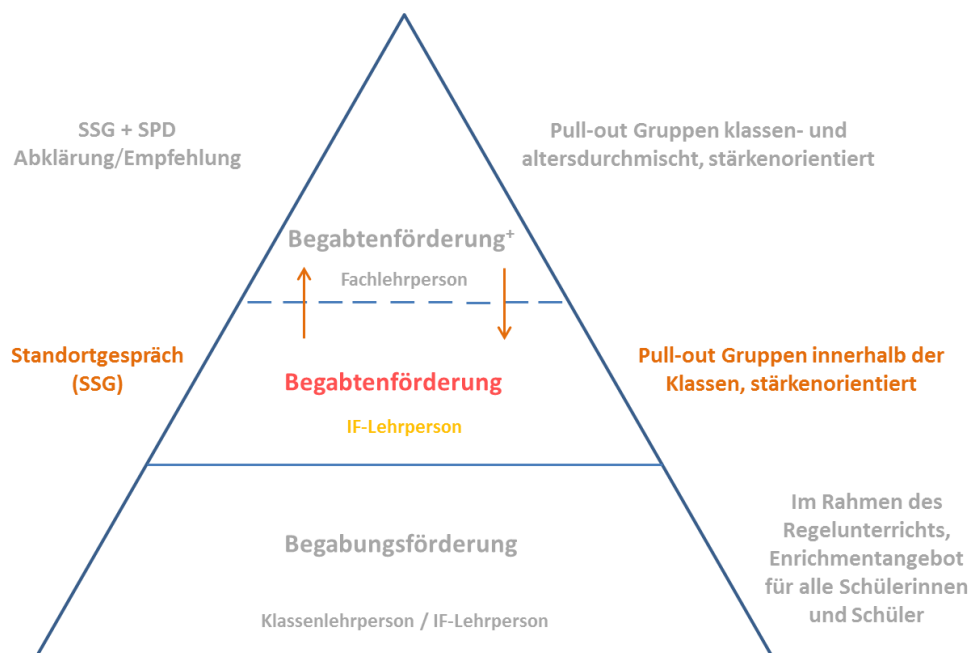 SSG + SPD
Abklärung/Empfehlung
Pull-out Gruppen klassen- und
altersdurchmischt, stärkenorientiert
Begabtenförderung⁺
Fachlehrperson
Standortgespräch
(SSG)
Begabtenförderung
IF-Lehrperson
Pull-out Gruppen innerhalb der
Klassen, stärkenorientiert
Begabungsförderung
Klassenlehrperson / IF-Lehrperson
Im Rahmen des
Regelunterrichts,
Enrichmentangebot
für alle Schülerinnen
und Schüler